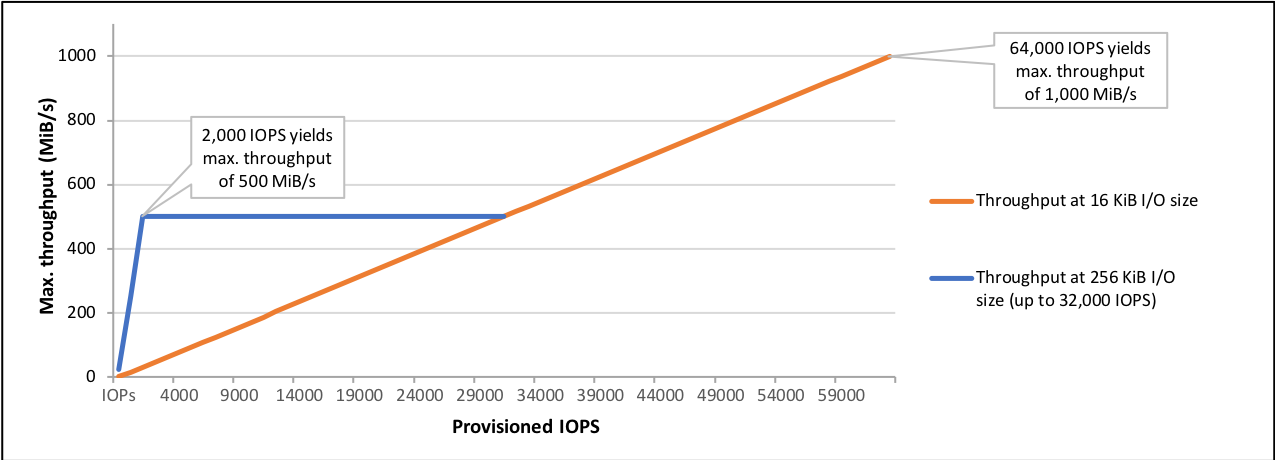 1000
800
600
400
200
0
Max. throughput (MiB/s)
2,000 IOPS yields
max. throughput
of 500 MiB/s
64,000 IOPS yields
max. throughput
of 1,000 MiB/s
Throughput at 16 KiB I/O size
Throughput at 256 KiB I/O
size (up to 32,000 IOPS)
IOPs 4000 9000 14000 19000 24000 29000 34000 39000 44000 49000 54000 59000
Provisioned IOPS